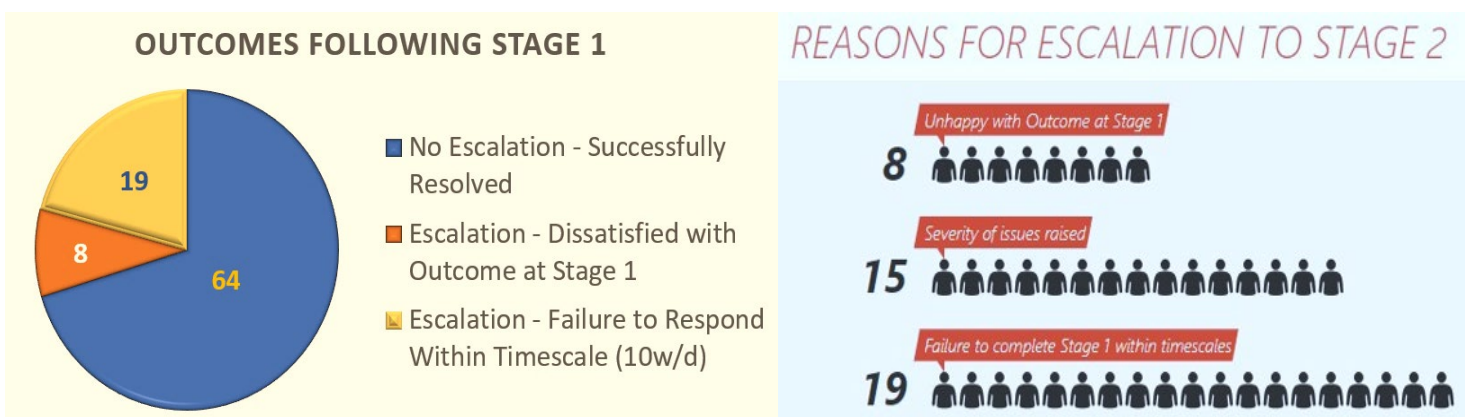 OUTCOMES FOLLOWING STAGE 1
19
8
64
No Escalation - Successfully
Resolved
Escalation - Dissatisfied with
Outcome at Stage 1
Escalation - Failure to Respond
Within Timescale (10w/d)
REASONS FOR ESCALATION TO STAGE 2
Unhappy with Outcome at Stage 1
8
Severity of issues raised
15
Failure to complete Stage 1 within timescales
19